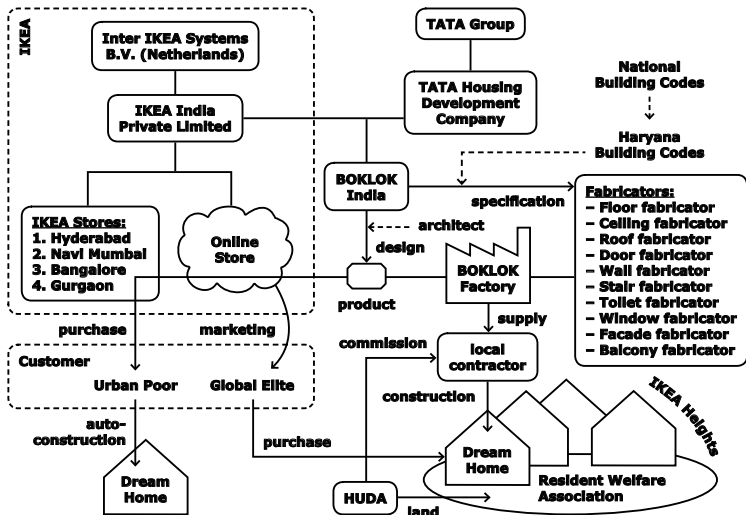 IKEA
Inter IKEA Systems
B.V. (Netherlands)
TATA Group
IKEA India
Private Limited
TATA Housing
Development
Company
National
Building Codes
Haryana
Building Codes
BOKLOK
India
specification
IKEA Stores:
1. Hyderabad
2. Navi Mumbai
3. Bangalore
4. Gurgaon
Online
Store
architect
design
product
BOKLOK
Factory
Fabricators:
– Floor fabricator
– Ceiling fabricator
– Roof fabricator
– Door fabricator
– Wall fabricator
– Stair fabricator
– Toilet fabricator
– Window fabricator
– Facade fabricator
– Balcony fabricator
purchase
marketing
supply
commission
local
contractor
Customer
Urban Poor
Global Elite
construction
IKEA Heights
auto-
construction
purchase
Dream
Home
Dream
Home
HUDA
land
Resident Welfare
Association